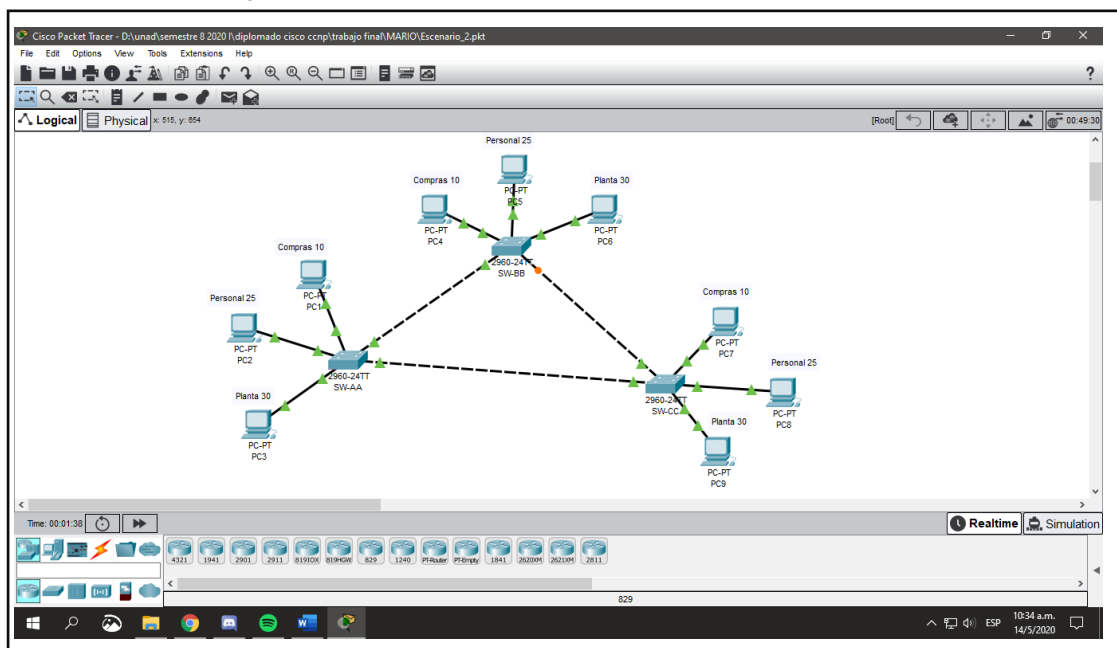 Cisco Packet Tracer - D:\unad\semestre 8 2020 I\diplomado cisco ccnp\trabajo final\MARIO\Escenario_2.pkt
File Edit Options View Tools Extensions Help
?
Logical Physical x: 515, y: 654 [Root] 00:49:30
Personal 25
Compras 10
Planta 30
PC-PT
PC5
PC-PT
PC4
PC-PT
PC6
2960-24TT
SW-BB
Compras 10
PC-PT
PC1
Personal 25
PC-PT
PC2
2960-24TT
SW-AA
Planta 30
PC-PT
PC3
Compras 10
PC-PT
PC7
Personal 25
PC-PT
PC8
2960-24TT
SW-CC
Planta 30
PC-PT
PC9
Time: 00:01:38 Realtime Simulation
4321 1941 2901 2911 819IOX 819HGW 829 1240 PT-Router PT-Empty 1841 2620XM 2621XM 2811
829
ESP 10:34 a.m.
14/5/2020